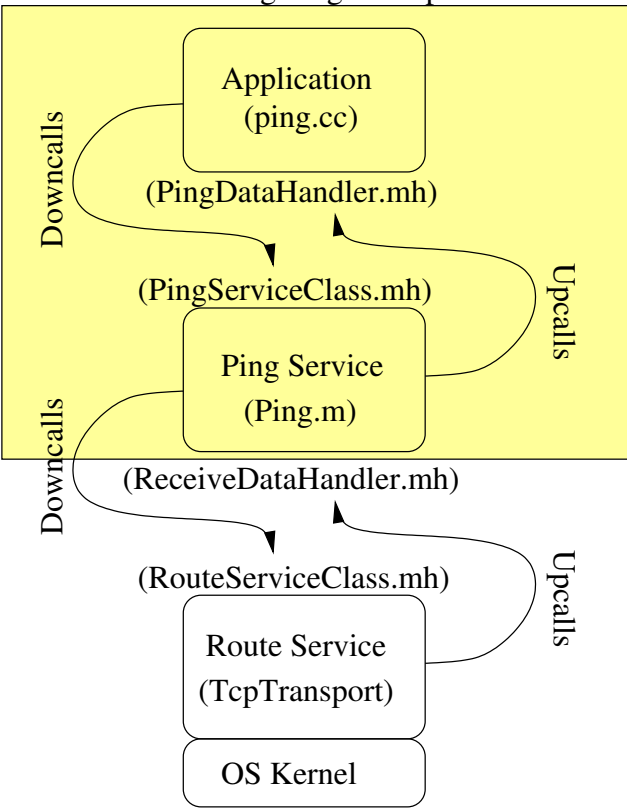 Application
(ping.cc)
Downcalls
(PingDataHandler.mh)
(PingServiceClass.mh)
Upcalls
Ping Service
(Ping.m)
Downcalls
(ReceiveDataHandler.mh)
(RouteServiceClass.mh)
Upcalls
Route Service
(TcpTransport)
OS Kernel